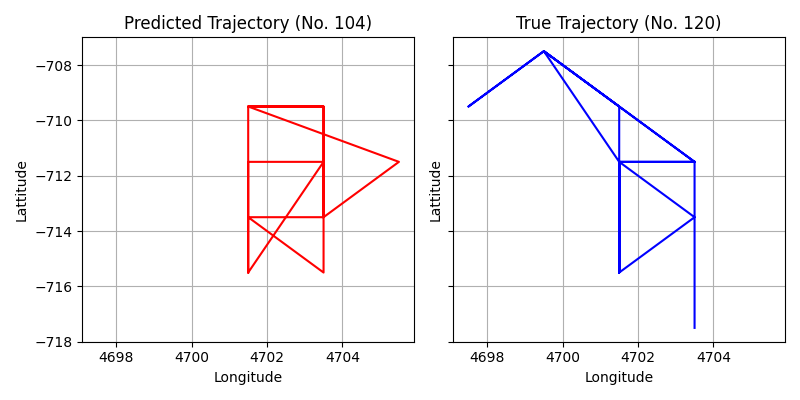 Predicted Trajectory (No. 104)
True Trajectory (No. 120)
−708
−710
−712
−714
−716
−718
Lattitude
Lattitude
4698
4700
4702
4704
4698
4700
4702
4704
Longitude
Longitude